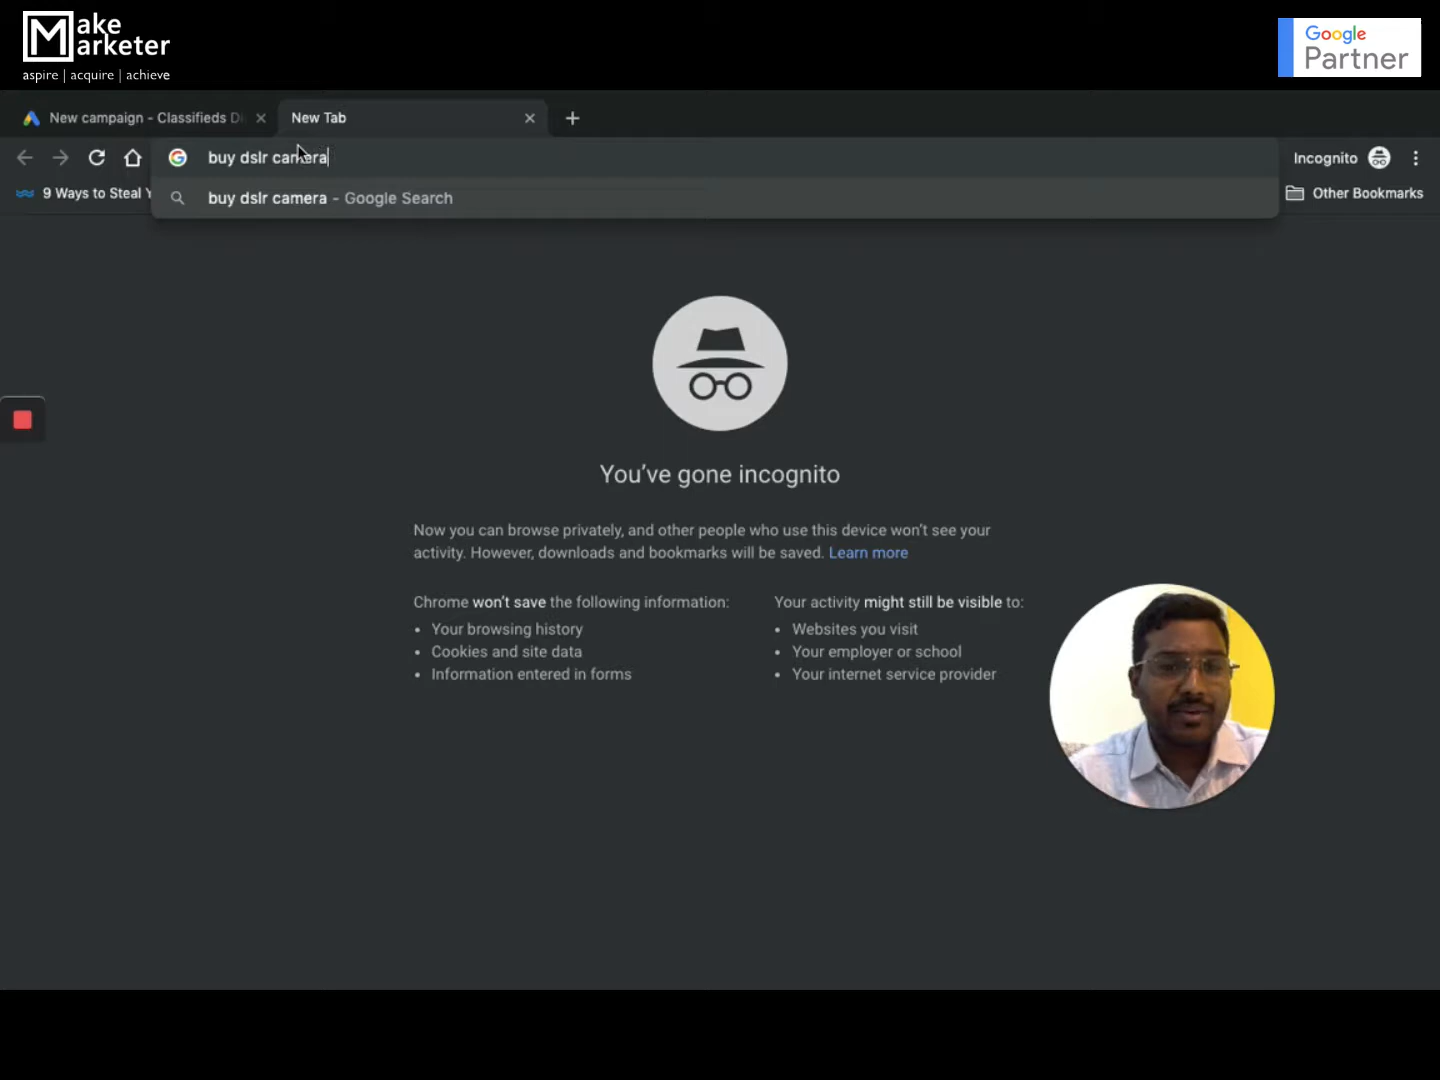 Make
Marketer
aspire | acquire | achieve
Google
Partner
New campaign - Classifieds Di
New Tab
buy dslr camera
Incognito
9 Ways to Steal Y
buy dslr camera - Google Search
Other Bookmarks
You've gone incognito
Now you can browse privately, and other people who use this device won't see your
activity. However, downloads and bookmarks will be saved. Learn more
Chrome won't save the following information:
• Your browsing history
• Cookies and site data
• Information entered in forms
Your activity might still be visible to:
• Websites you visit
• Your employer or school
• Your internet service provider